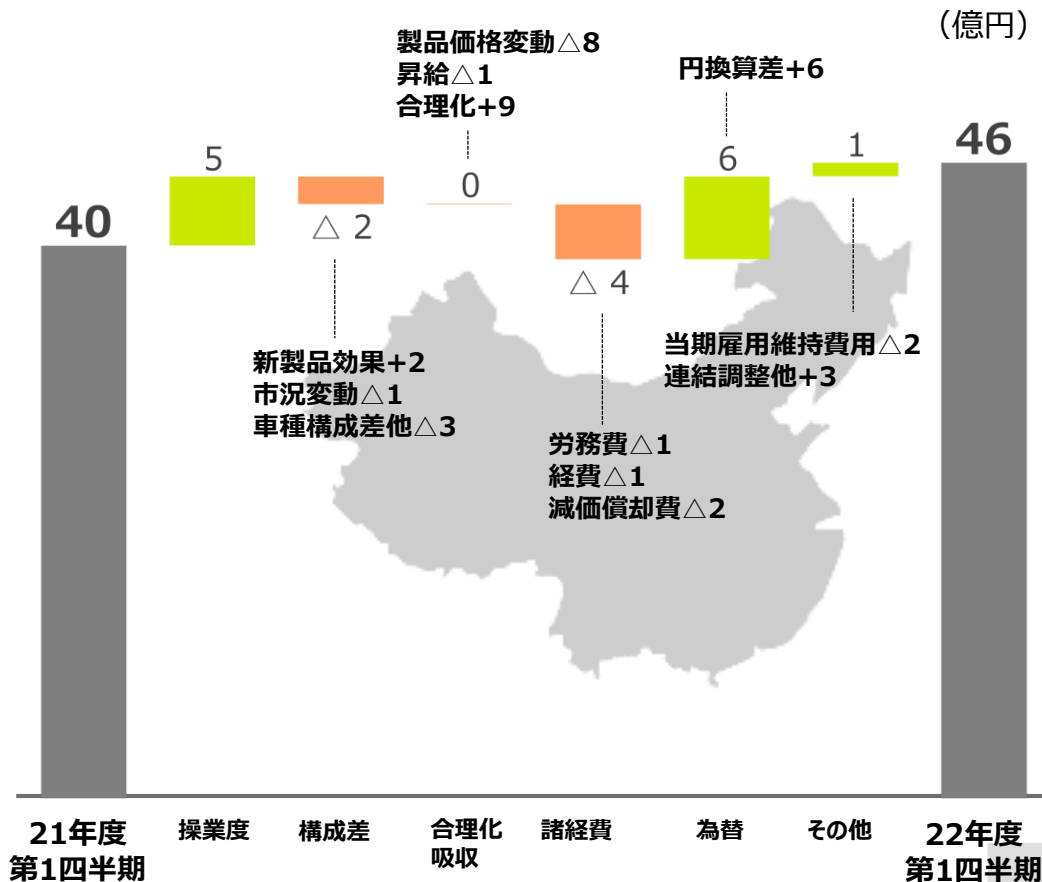 （億円）
製品価格変動△8
昇給△1
合理化+9
円換算差+6
40
5
△ 2
0
△ 4
6
1
46
新製品効果+2
市況変動△1
車種構成差他△3
労務費△1
経費△1
減価償却費△2
当期雇用維持費用△2
連結調整他+3
21年度
第1四半期
操業度
構成差
合理化
吸収
諸経費
為替
その他
22年度
第1四半期